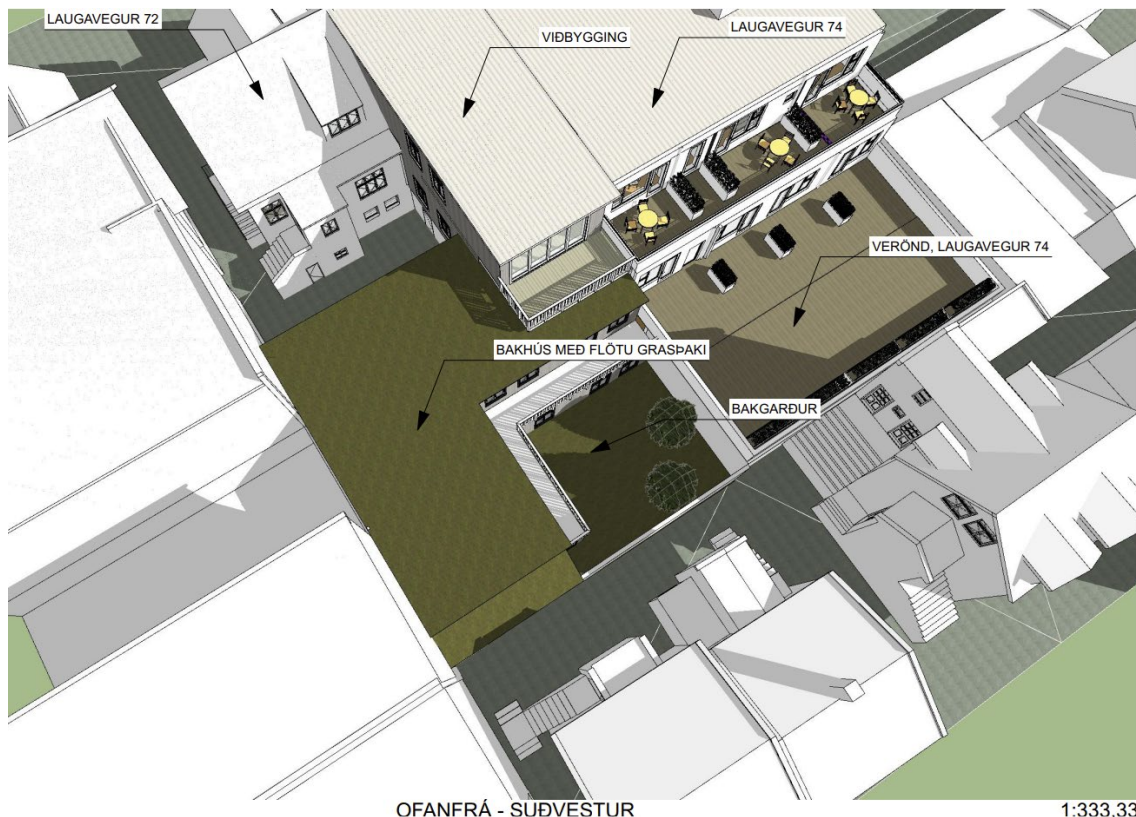 LAUGAVEGUR 72
VIÐBYGGING
LAUGAVEGUR 74
VERÖND, LAUGAVEGUR 74
BAKHÚS MEÐ FLÖTU GRASÞAKI
BAKGARÐUR
OFANFRÁ - SUÐVESTUR
1:333.33